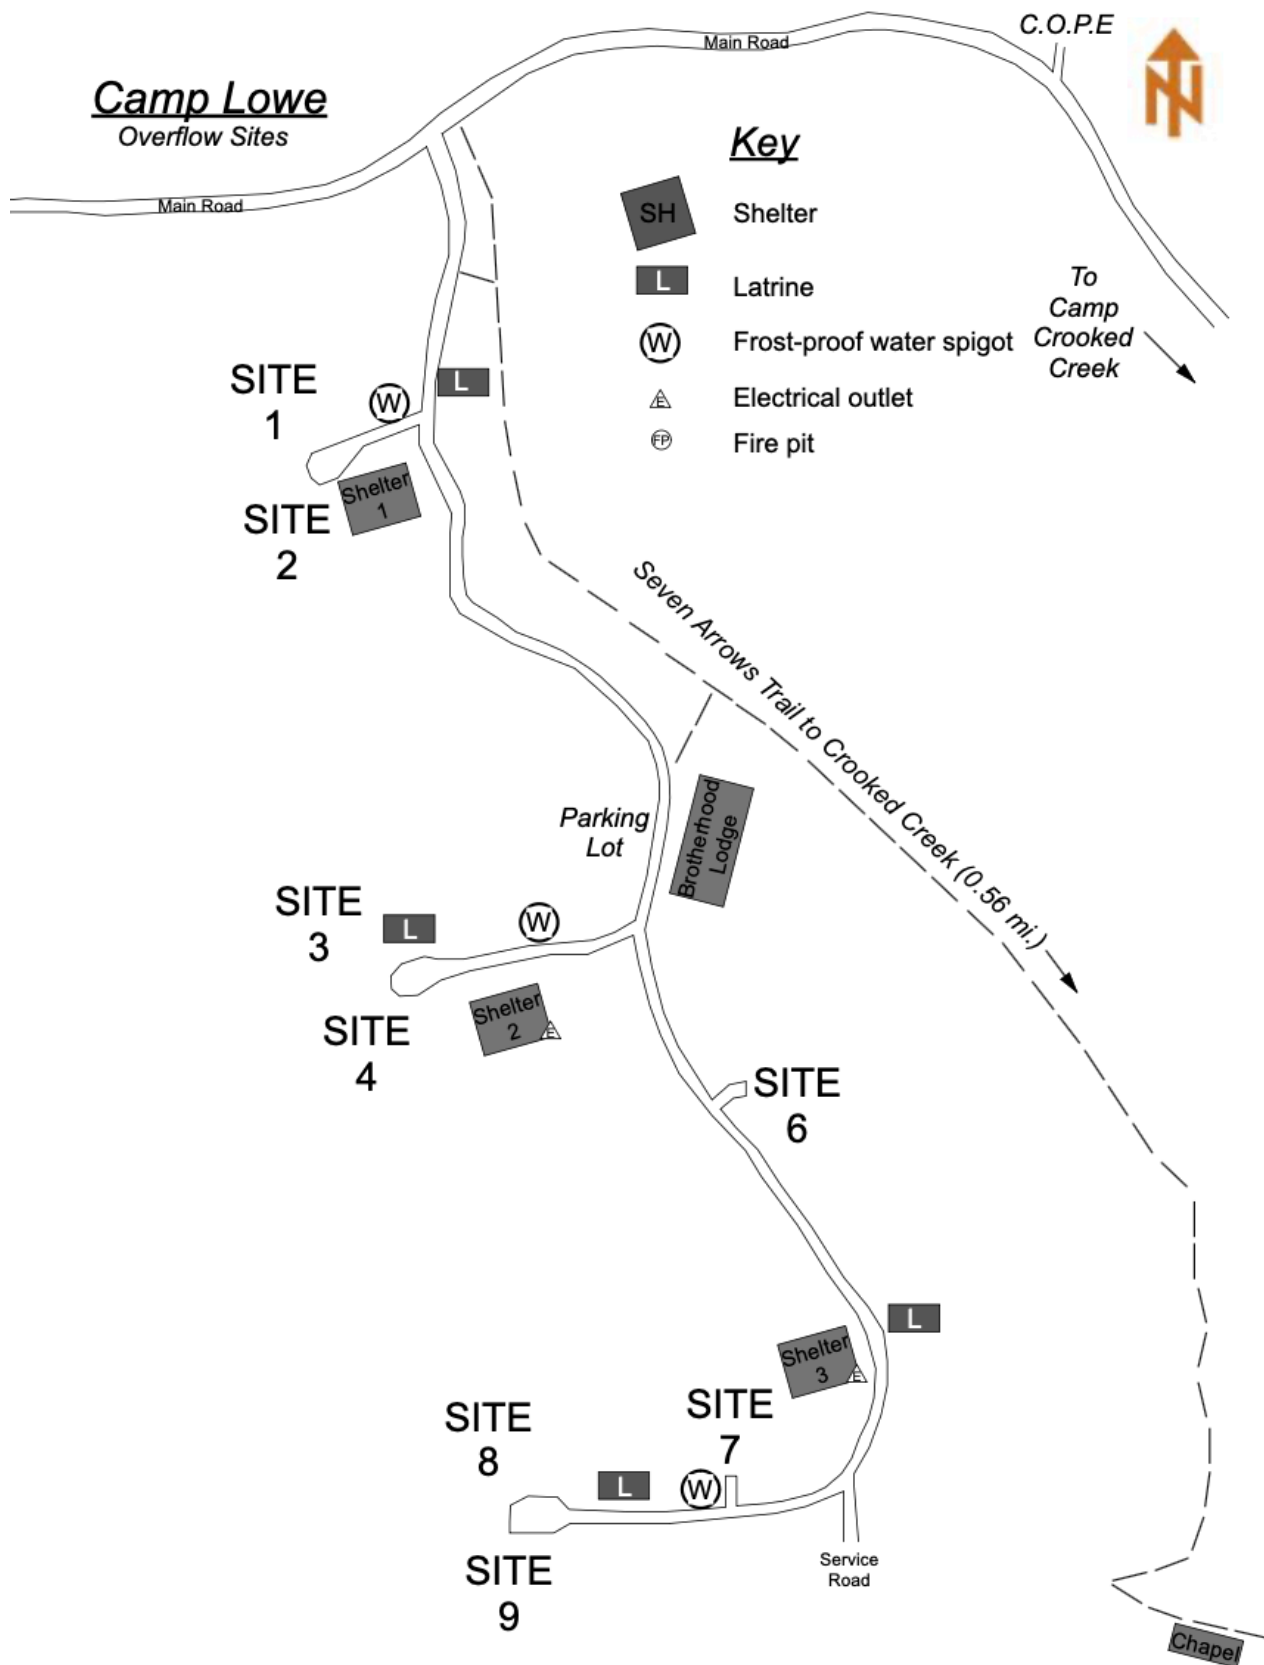 C.O.P.E
Main Road
Camp Lowe
Overflow Sites
N
Key
Main Road
SH
Shelter
L
Latrine
W
Frost-proof water spigot
E
Electrical outlet
FP
Fire pit
To
Camp
Crooked
Creek
SITE
1
W
L
SITE
2
Shelter
1
Seven Arrows Trail to Crooked Creek (0.56 mi.)
Parking
Lot
Brotherhood
Lodge
SITE
3
L
W
SITE
4
Shelter
2
E
SITE
6
L
Shelter
3
E
SITE
7
SITE
8
L
W
SITE
9
Service
Road
Chapel